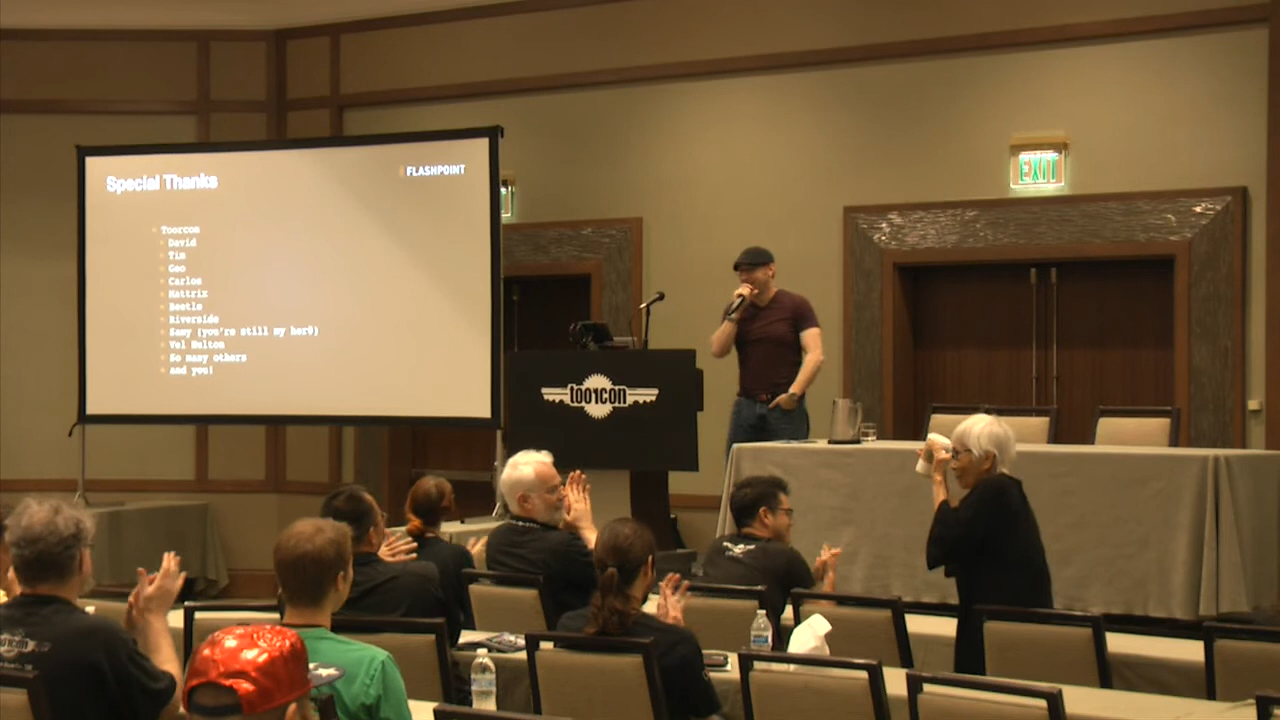 Special Thanks
FLASHPOINT
Toorcon
David
Tim
Geo
Carlos
Mattrix
Beetle
Riverside
Samy (you're still my her0)
Vel Helton
So many others
and you!
EXIT
toorcon